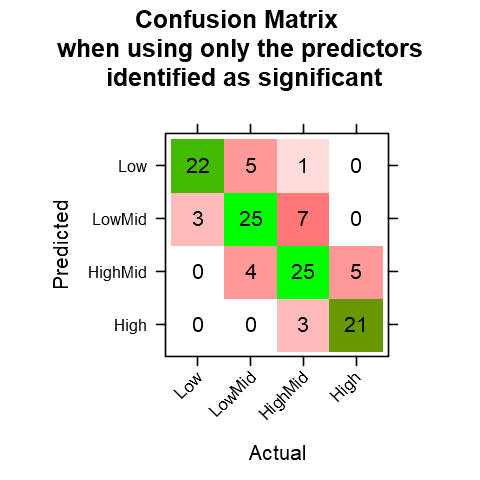 Confusion Matrix
when using only the predictors
identified as significant
Predicted
Low 22 5 1 0
LowMid 3 25 7 0
HighMid 0 4 25 5
High 0 0 3 21
Low LowMid HighMid High
Actual